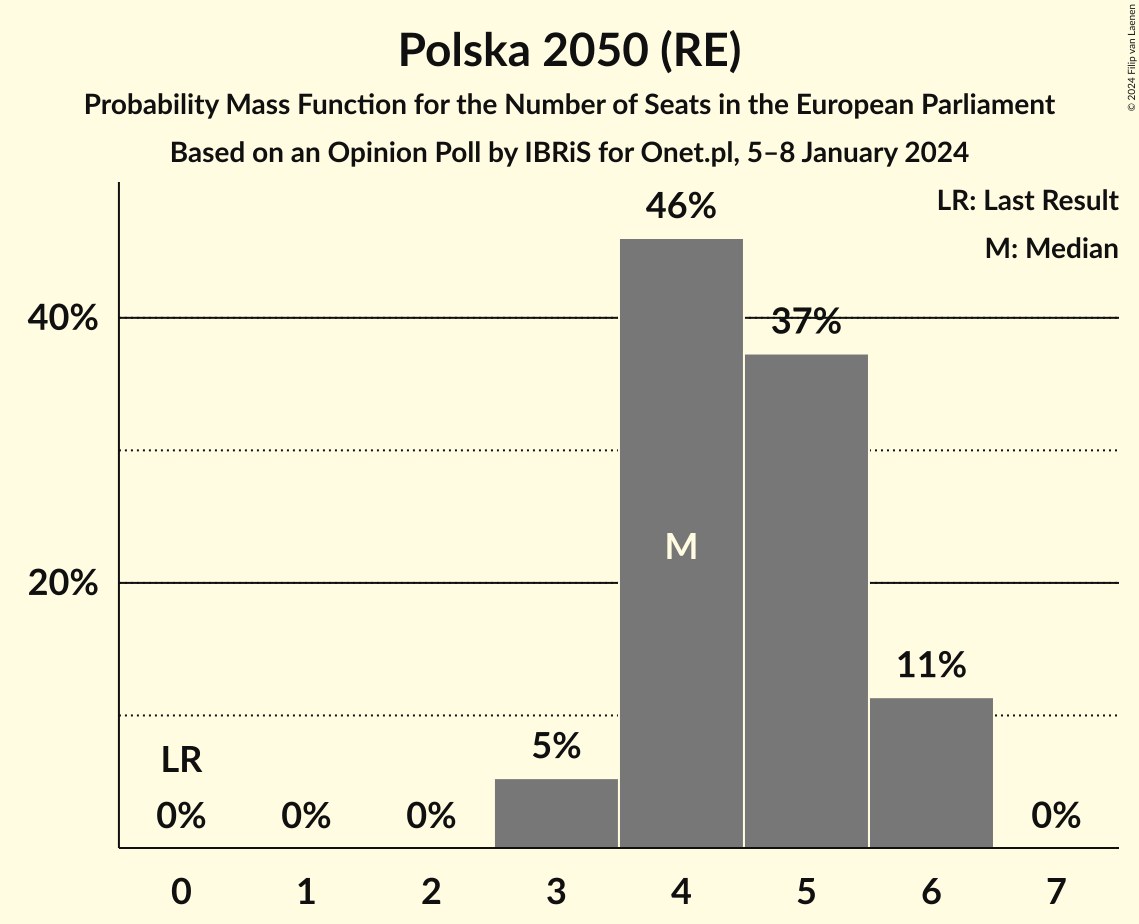 Polska 2050 (RE)
Probability Mass Function for the Number of Seats in the European Parliament
Based on an Opinion Poll by IBRiS for Onet.pl, 5–8 January 2024
© 2024 Filip van Laenen
LR: Last Result
M: Median
46%
40%
37%
M
20%
11%
5%
LR
0% 0% 0% 0%
0 1 2 3 4 5 6 7